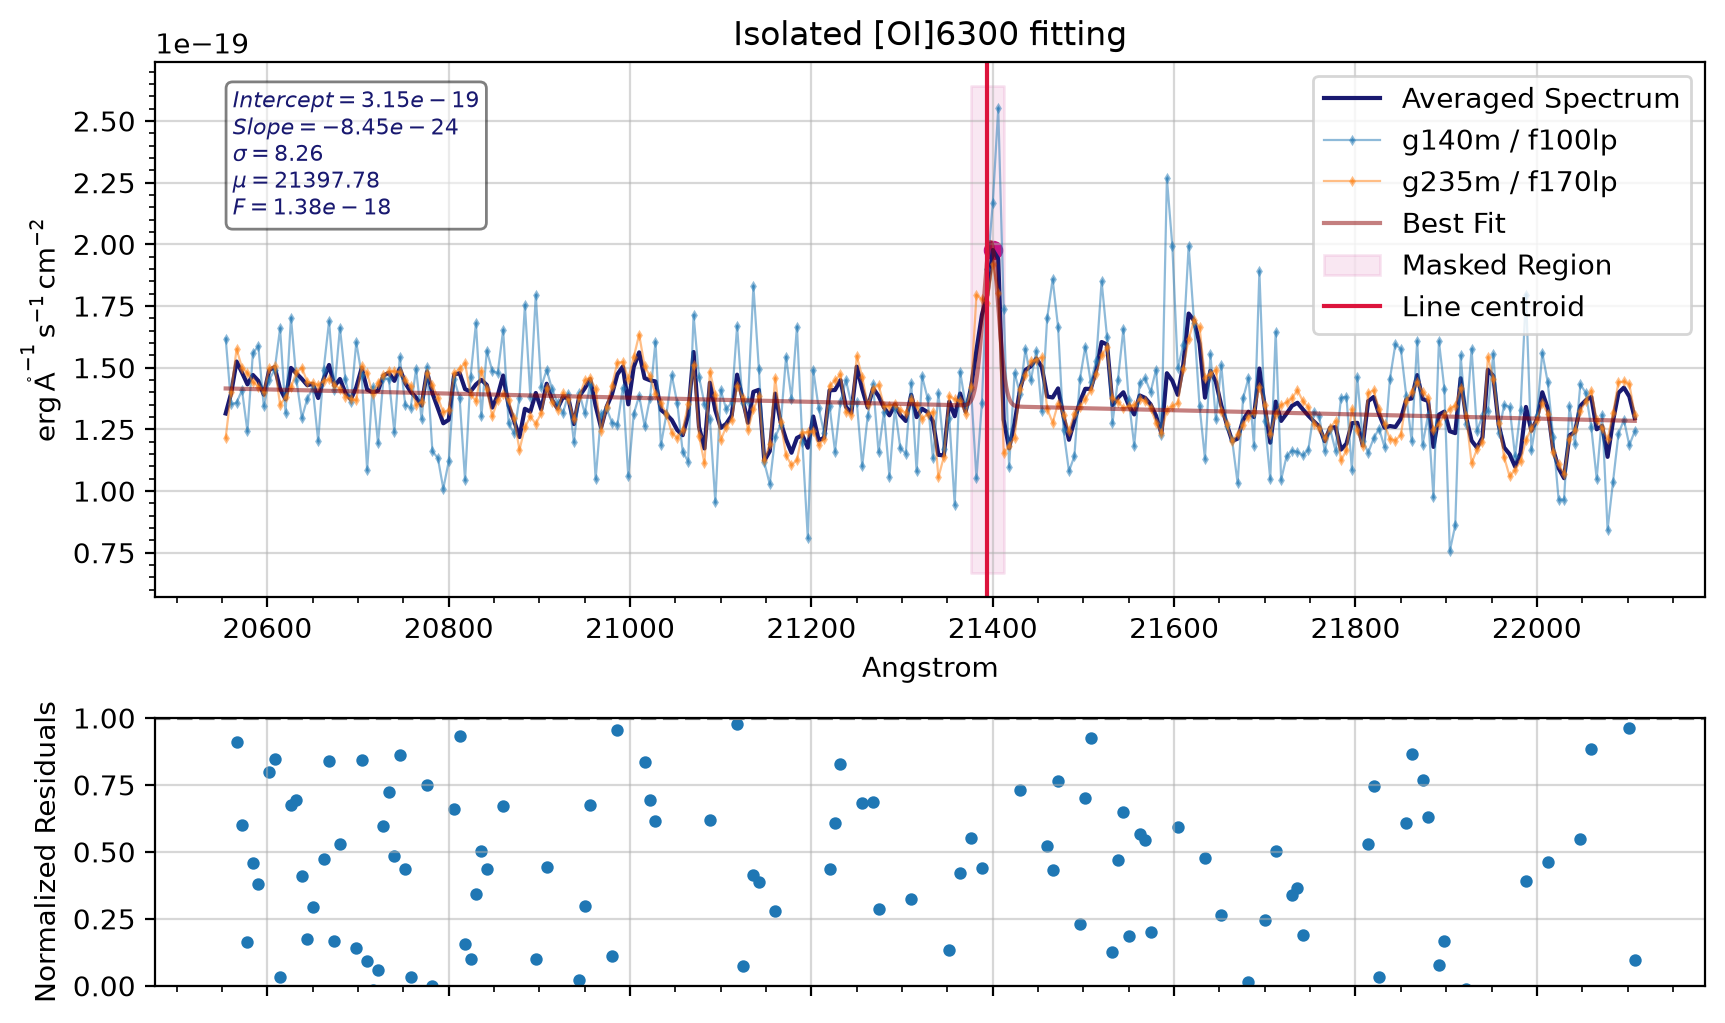 Isolated [OI]6300 fitting
1e−19
Intercept = 3.15e − 19
Slope = −8.45e − 24
σ = 8.26
μ = 21397.78
F = 1.38e − 18
Averaged Spectrum
g140m / f100lp
g235m / f170lp
Best Fit
Masked Region
Line centroid
2.50
2.25
2.00
1.75
1.50
1.25
1.00
0.75
erg Å⁻¹ s⁻¹ cm⁻²
20600 20800 21000 21200 21400 21600 21800 22000
Angstrom
1.00
0.75
0.50
0.25
0.00
Normalized Residuals